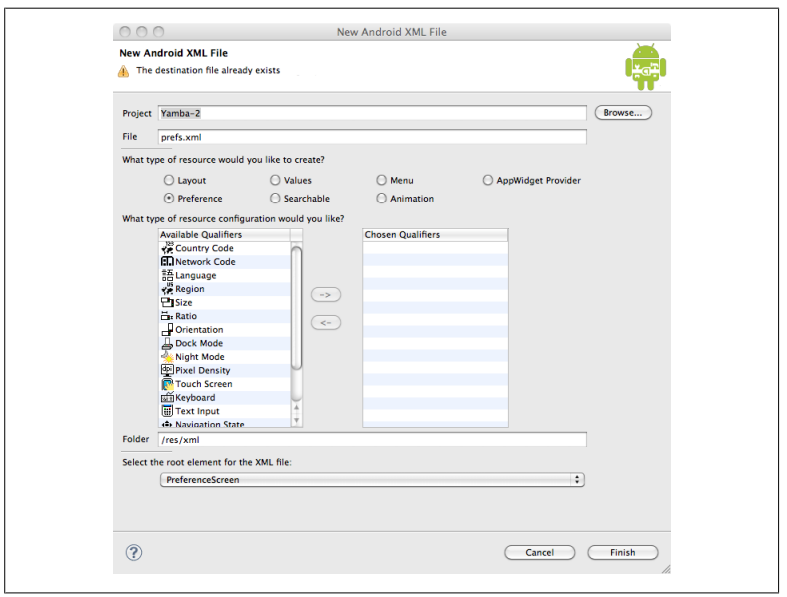 New Android XML File
New Android XML File
The destination file already exists
Project Yamba-2 Browse...
File prefs.xml
What type of resource would you like to create?
Layout Values Menu AppWidget Provider
Preference Searchable Animation
What type of resource configuration would you like?
Available Qualifiers Chosen Qualifiers
Country Code
Network Code
Language
Region
Size
Ratio
Orientation
Dock Mode
Night Mode
Pixel Density
Touch Screen
Keyboard
Text Input
Navigation State
-->
<--
Folder /res/xml
Select the root element for the XML file:
PreferenceScreen
? Cancel Finish